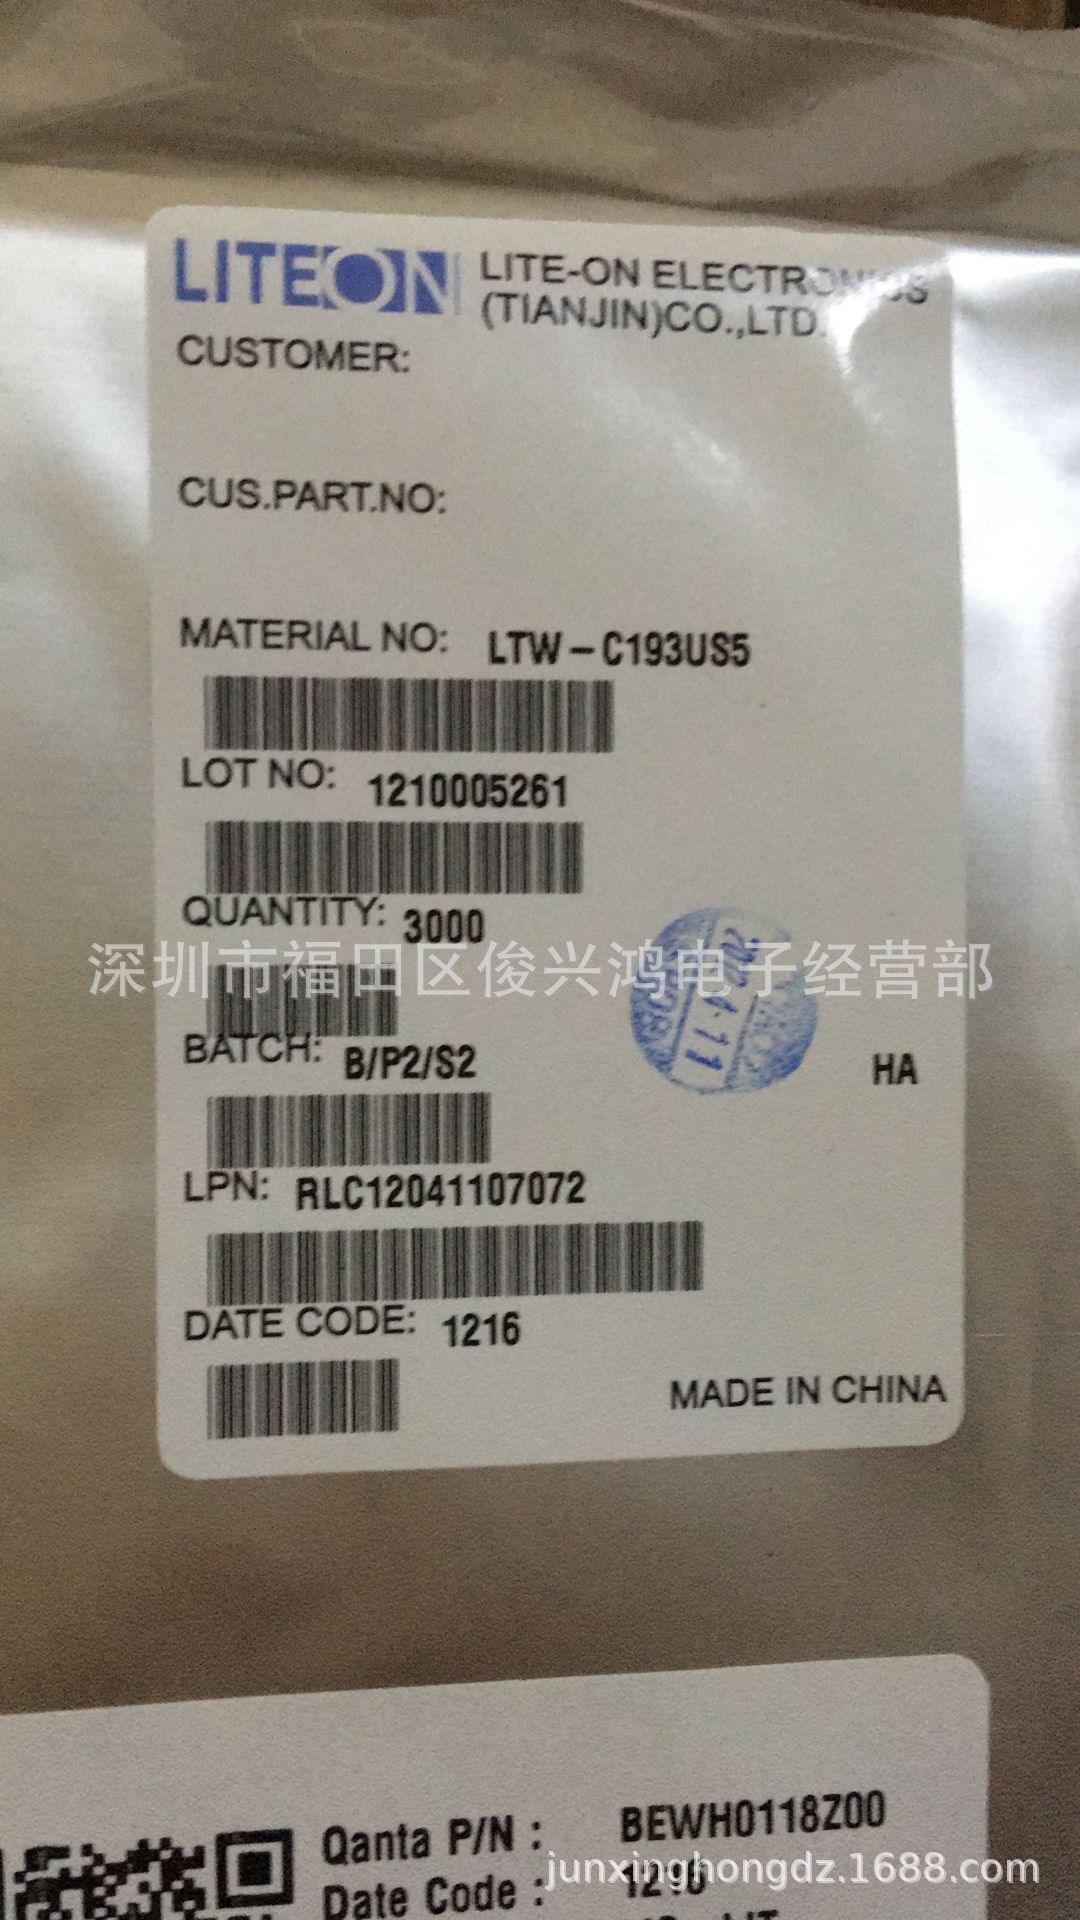 LITEON LITE-ON ELECTRONICS
(TIANJIN)CO.,LTD.
CUSTOMER:
CUS.PART.NO:
MATERIAL NO: LTW-C193US5
LOT NO: 1210005261
QUANTITY: 3000
深圳市福田区俊兴鸿电子经营部
BATCH: B/P2/S2
HA
LPN: RLC12041107072
DATE CODE: 1216
MADE IN CHINA
Qanta P/N : BEWH0118Z00
junxinghongdz.1688.com
Date Code : 1216